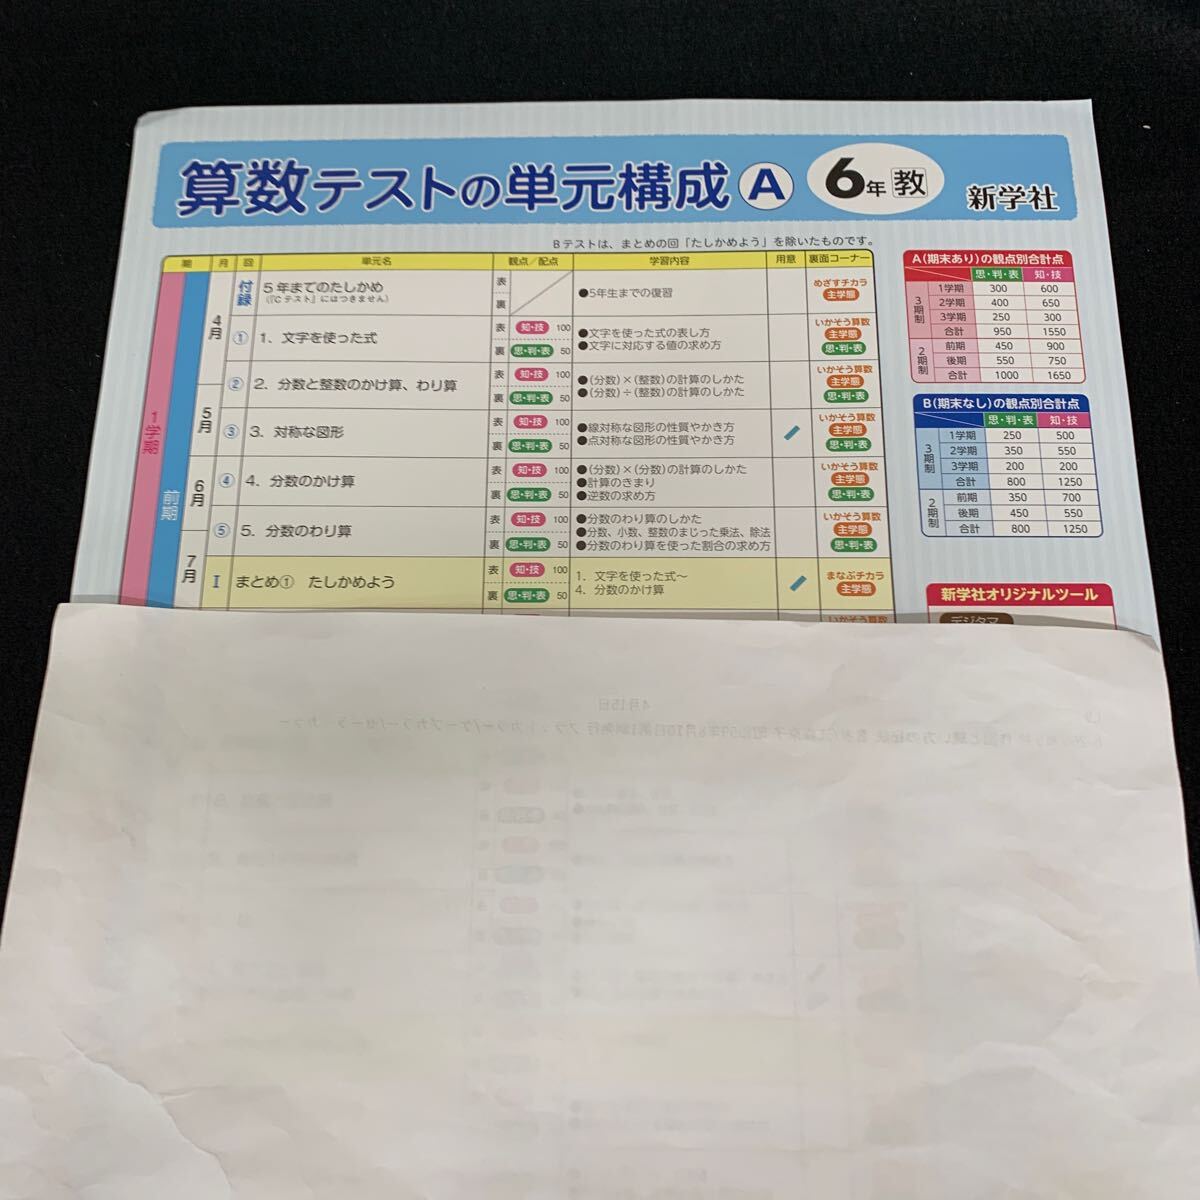 算数テストの単元構成 A 6年 教 新学社
Bテストは、まとめの回「たしかめよう」を除いたものです。
期 月 回 単元名 観点/配点 学習内容 用意 裏面コーナー
1学期
前期
4月
5月
6月
7月
付録 5年までのたしかめ 表 ●5年生までの復習 めざすチカラ
(『Cテスト』にはつきません) 裏 主学態
① 1．文字を使った式 表 知・技 100 ●文字を使った式の表し方 いかそう算数
裏 思・判・表 50 ●文字に対応する値の求め方 主学態
思・判・表
② 2．分数と整数のかけ算、わり算 表 知・技 100 ●(分数)×(整数)の計算のしかた いかそう算数
裏 思・判・表 50 ●(分数)÷(整数)の計算のしかた 主学態
思・判・表
③ 3．対称な図形 表 知・技 100 ●線対称な図形の性質やかき方 いかそう算数
裏 思・判・表 50 ●点対称な図形の性質やかき方 主学態
思・判・表
④ 4．分数のかけ算 表 知・技 100 ●(分数)×(分数)の計算のしかた いかそう算数
●計算のきまり 主学態
裏 思・判・表 50 ●逆数の求め方 思・判・表
⑤ 5．分数のわり算 表 知・技 100 ●分数のわり算のしかた いかそう算数
●分数、小数、整数のまじった乗法、除法 主学態
裏 思・判・表 50 ●分数のわり算を使った割合の求め方 思・判・表
Ⅰ まとめ① たしかめよう 表 知・技 100 1．文字を使った式～ まなぶチカラ
裏 思・判・表 50 4．分数のかけ算 主学態
いかそう算数
A(期末あり)の観点別合計点
思・判・表 知・技
3期制
1学期 300 600
2学期 400 650
3学期 250 300
合計 950 1550
2期制
前期 450 900
後期 550 750
合計 1000 1650
B(期末なし)の観点別合計点
思・判・表 知・技
3期制
1学期 250 500
2学期 350 550
3学期 200 200
合計 800 1250
2期制
前期 350 700
後期 450 550
合計 800 1250
新学社オリジナルツール
デジタマ
4月15日